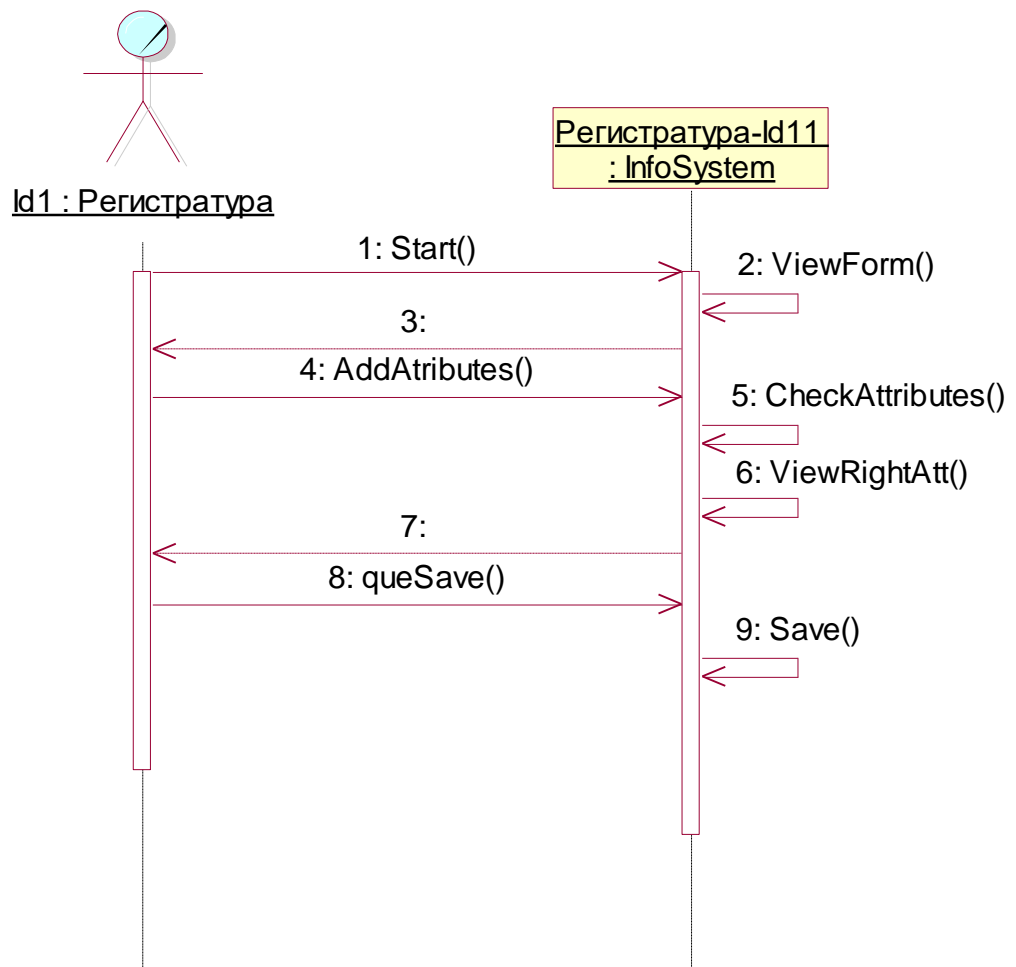 Регистратура-Id11
: InfoSystem
Id1 : Регистратура
1: Start()
2: ViewForm()
3:
4: AddAtributes()
5: CheckAttributes()
6: ViewRightAtt()
7:
8: queSave()
9: Save()